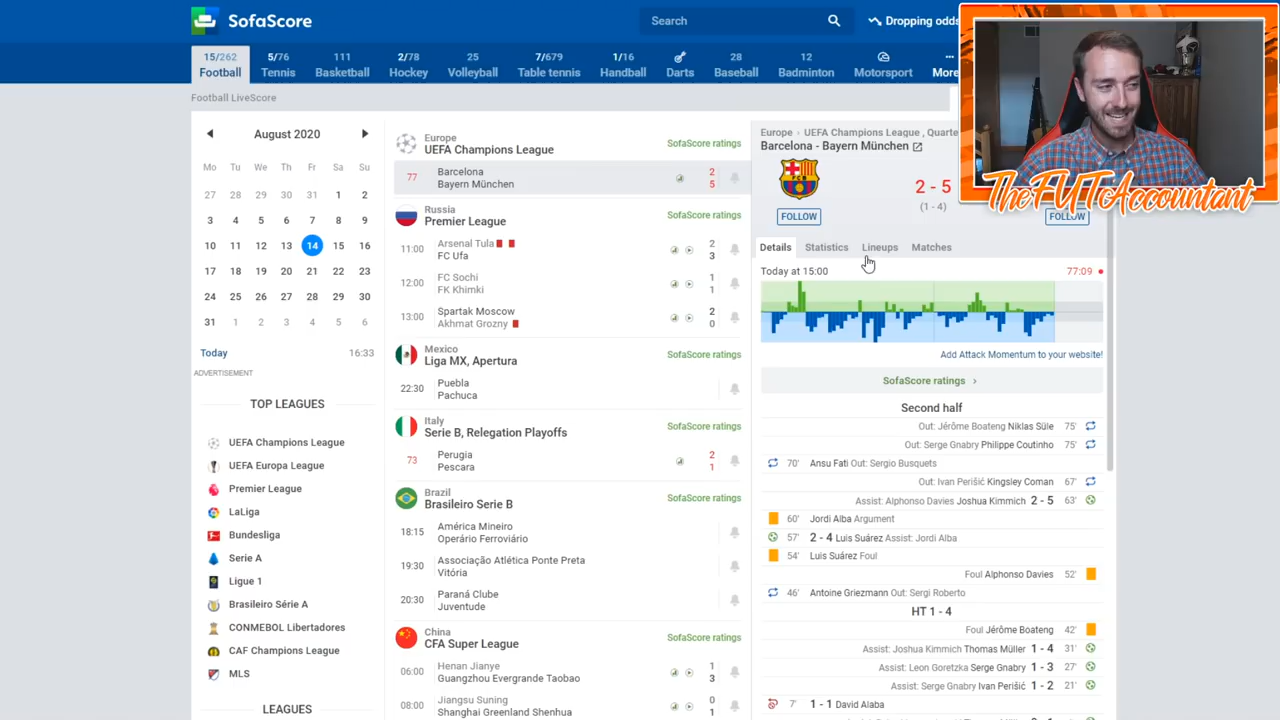 SofaScore
Search
Dropping odds
15/262
Football
5/76
Tennis
111
Basketball
2/78
Hockey
25
Volleyball
7/679
Table tennis
1/16
Handball
Darts
28
Baseball
12
Badminton
Motorsport
More
Football LiveScore
August 2020
Mo Tu We Th Fr Sa Su
27 28 29 30 31 1 2
3 4 5 6 7 8 9
10 11 12 13 14 15 16
17 18 19 20 21 22 23
24 25 26 27 28 29 30
31 1 2 3 4 5 6
Today 16:33
ADVERTISEMENT
TOP LEAGUES
UEFA Champions League
UEFA Europa League
Premier League
LaLiga
Bundesliga
Serie A
Ligue 1
Brasileiro Série A
CONMEBOL Libertadores
CAF Champions League
MLS
LEAGUES
Europe
UEFA Champions League SofaScore ratings
77 Barcelona 2
Bayern München 5
Russia
Premier League SofaScore ratings
11:00 Arsenal Tula 2
FC Ufa 3
12:00 FC Sochi 1
FK Khimki 1
13:00 Spartak Moscow 2
Akhmat Grozny 0
Mexico
Liga MX, Apertura SofaScore ratings
22:30 Puebla
Pachuca
Italy
Serie B, Relegation Playoffs SofaScore ratings
73 Perugia 2
Pescara 1
Brazil
Brasileiro Serie B SofaScore ratings
18:15 América Mineiro
Operário Ferroviário
19:30 Associação Atlética Ponte Preta
Vitória
20:30 Paraná Clube
Juventude
China
CFA Super League SofaScore ratings
06:00 Henan Jianye 1
Guangzhou Evergrande Taobao 3
08:00 Jiangsu Suning 0
Shanghai Greenland Shenhua 1
Europe UEFA Champions League , Quarte
Barcelona - Bayern München
2 - 5
(1 - 4)
FOLLOW
FOLLOW
TheFUTAccountant
Details Statistics Lineups Matches
Today at 15:00 77:09
Add Attack Momentum to your website!
SofaScore ratings >
Second half
Out: Jérôme Boateng Niklas Süle 75'
Out: Serge Gnabry Philippe Coutinho 75'
70' Ansu Fati Out: Sergio Busquets
Out: Ivan Perišić Kingsley Coman 67'
Assist: Alphonso Davies Joshua Kimmich 2 - 5 63'
60' Jordi Alba Argument
57' 2 - 4 Luis Suárez Assist: Jordi Alba
54' Luis Suárez Foul
Foul Alphonso Davies 52'
46' Antoine Griezmann Out: Sergi Roberto
HT 1 - 4
Foul Jérôme Boateng 42'
Assist: Joshua Kimmich Thomas Müller 1 - 4 31'
Assist: Leon Goretzka Serge Gnabry 1 - 3 27'
Assist: Serge Gnabry Ivan Perišić 1 - 2 21'
7' 1 - 1 David Alaba